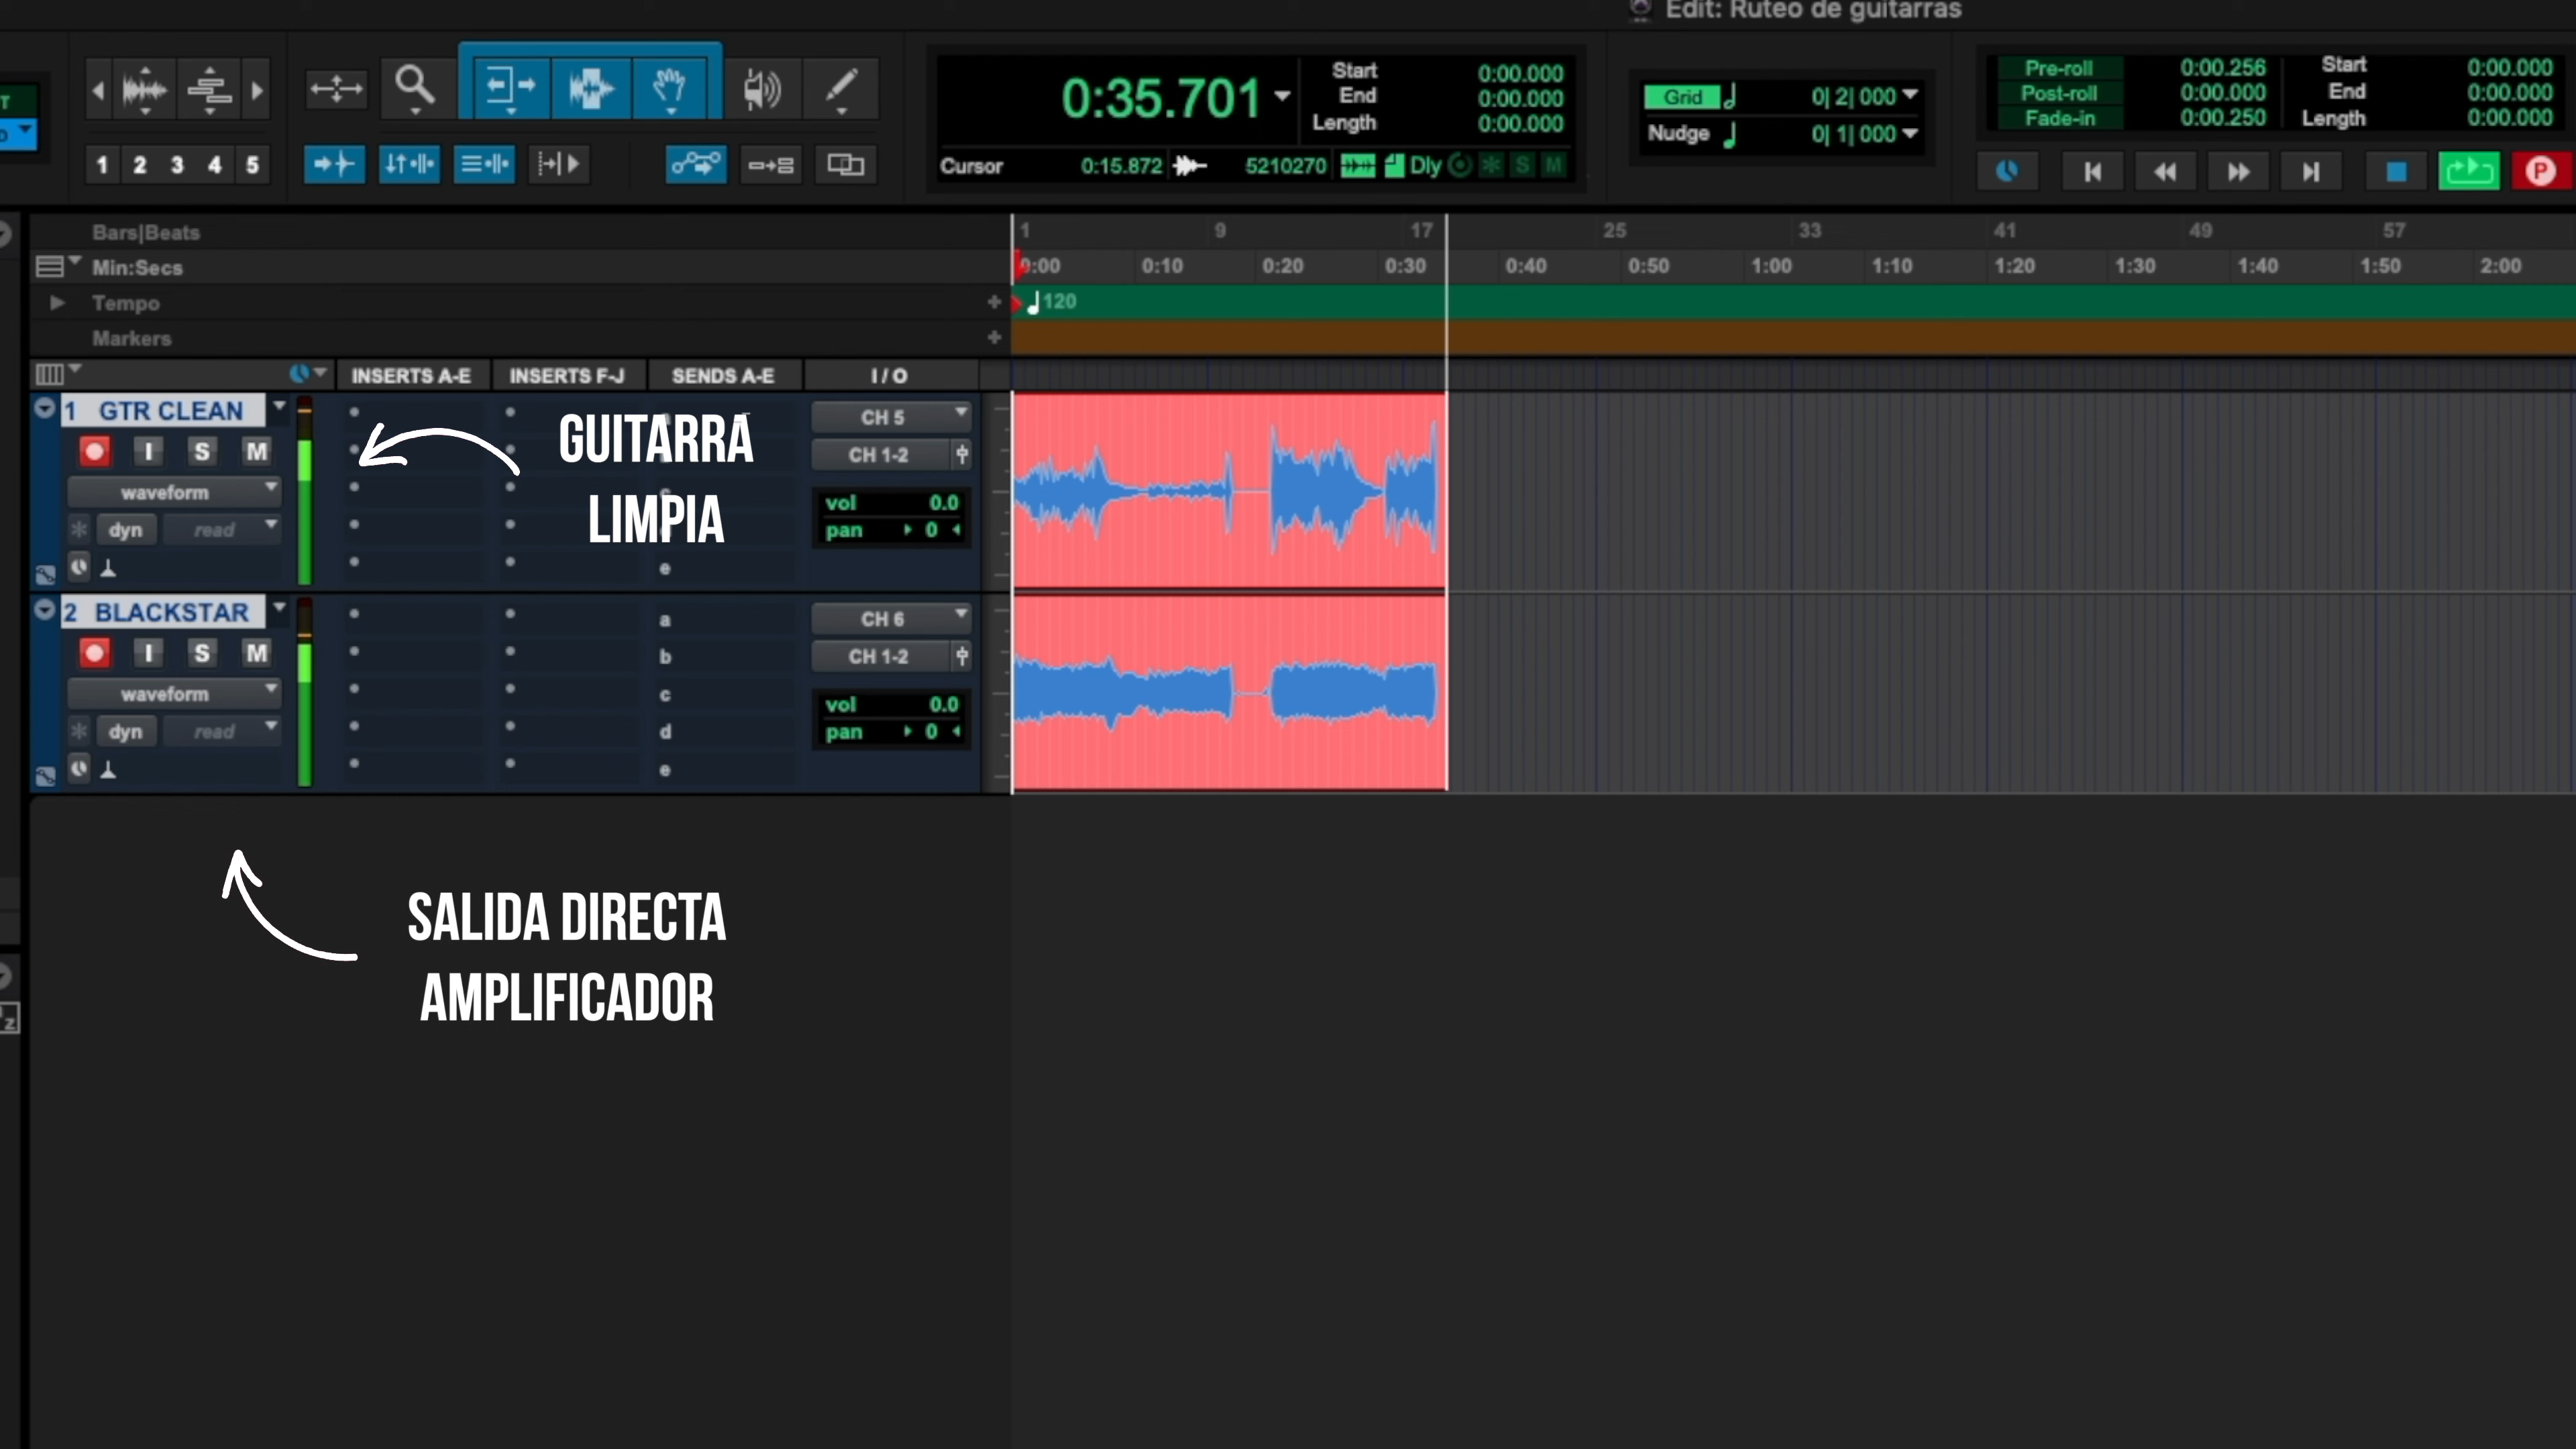 Edit: Ruteo de guitarras
0:35.701
Start 0:00.000
End 0:00.000
Length 0:00.000
Cursor 0:15.872 5210270 Dly S M
Grid 0| 2| 000
Nudge 0| 1| 000
Pre-roll 0:00.256
Post-roll 0:00.000
Fade-in 0:00.250
Start 0:00.000
End 0:00.000
Length 0:00.000
P
1 2 3 4 5
Bars|Beats 1 9 17 25 33 41 49 57
Min:Secs 0:00 0:10 0:20 0:30 0:40 0:50 1:00 1:10 1:20 1:30 1:40 1:50 2:00
Tempo 120
Markers
INSERTS A-E INSERTS F-J SENDS A-E I / O
1 GTR CLEAN
I S M
waveform
dyn read
GUITARRA
LIMPIA
e
CH 5
CH 1-2
vol 0.0
pan 0
2 BLACKSTAR
I S M
waveform
dyn read
a
b
c
d
e
CH 6
CH 1-2
vol 0.0
pan 0
SALIDA DIRECTA
AMPLIFICADOR